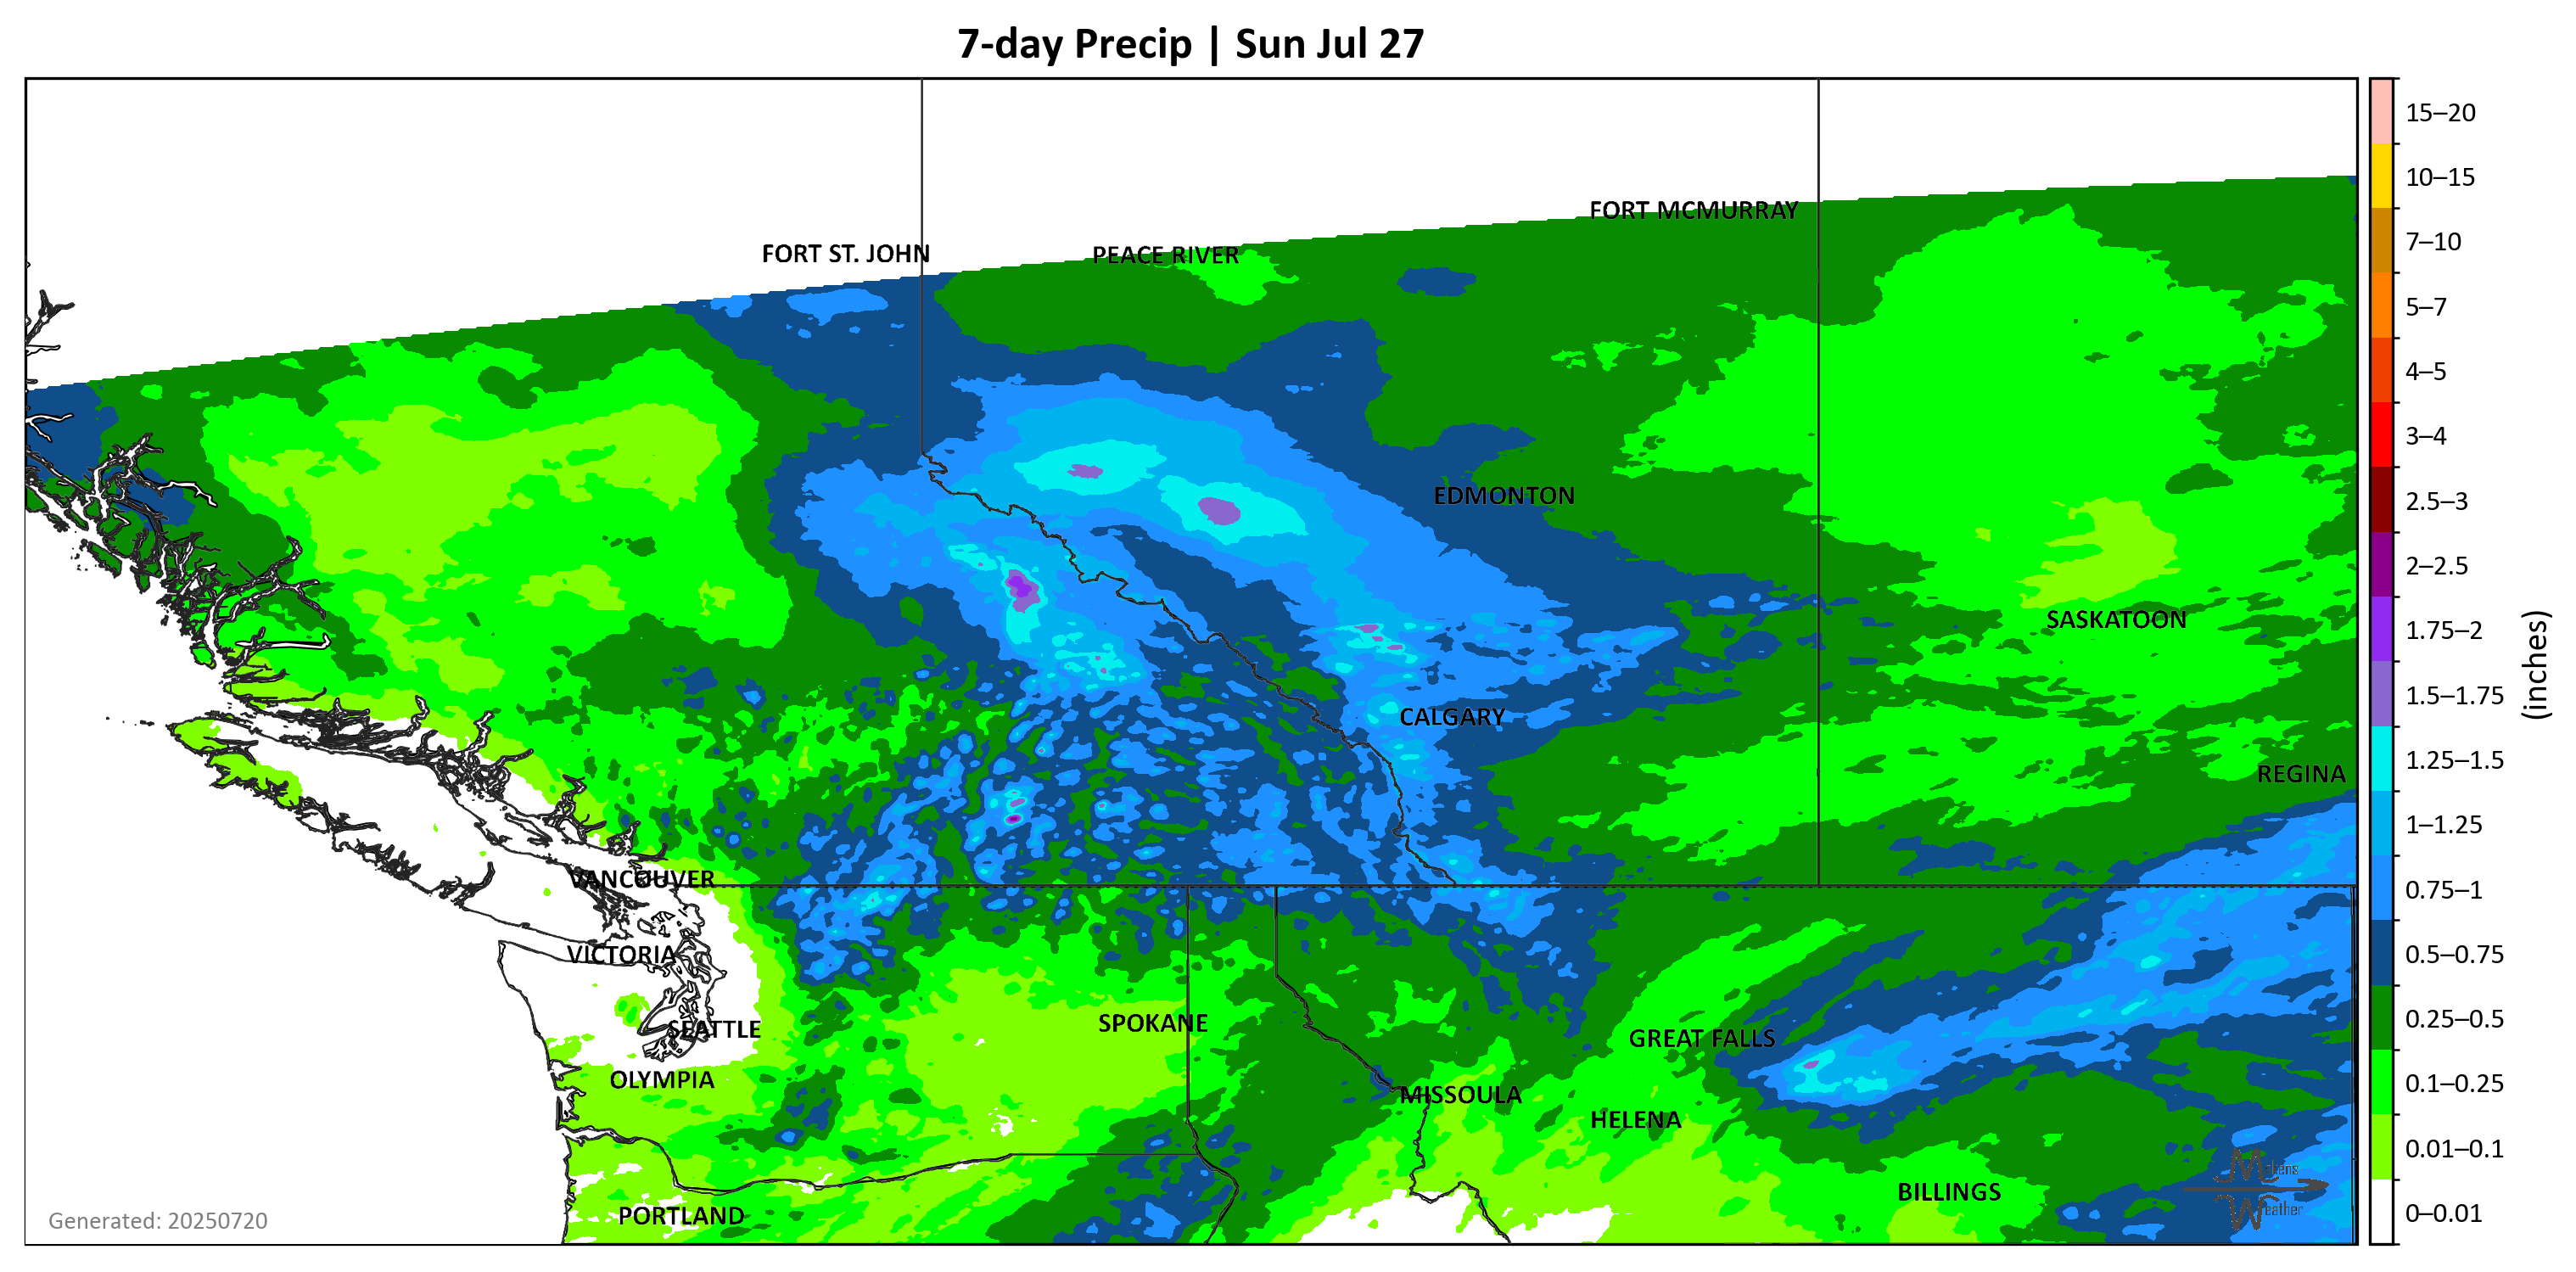 7-day Precip | Sun Jul 27
FORT MCMURRAY
FORT ST. JOHN
PEACE RIVER
EDMONTON
SASKATOON
CALGARY
REGINA
VANCOUVER
VICTORIA
SEATTLE
SPOKANE
GREAT FALLS
OLYMPIA
MISSOULA
HELENA
BILLINGS
PORTLAND
Generated: 20250720
Weather
15–20
10–15
7–10
5–7
4–5
3–4
2.5–3
2–2.5
1.75–2
1.5–1.75
1.25–1.5
1–1.25
0.75–1
0.5–0.75
0.25–0.5
0.1–0.25
0.01–0.1
0–0.01
(inches)